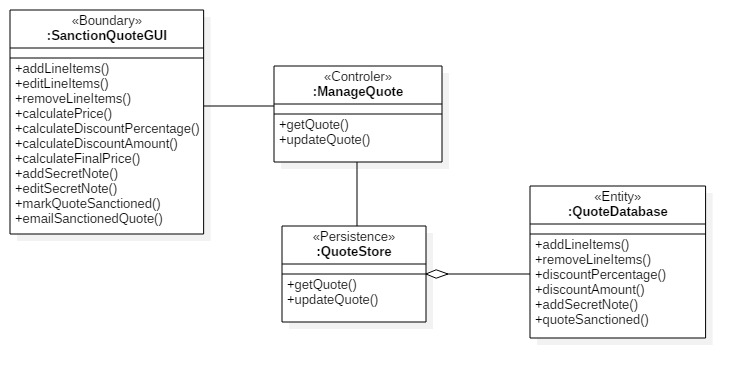 «Boundary»
:SanctionQuoteGUI
+addLineItems()
+editLineItems()
+removeLineItems()
+calculatePrice()
+calculateDiscountPercentage()
+calculateDiscountAmount()
+calculateFinalPrice()
+addSecretNote()
+editSecretNote()
+markQuoteSanctioned()
+emailSanctionedQuote()
«Controler»
:ManageQuote
+getQuote()
+updateQuote()
«Persistence»
:QuoteStore
+getQuote()
+updateQuote()
«Entity»
:QuoteDatabase
+addLineItems()
+removeLineItems()
+discountPercentage()
+discountAmount()
+addSecretNote()
+quoteSanctioned()